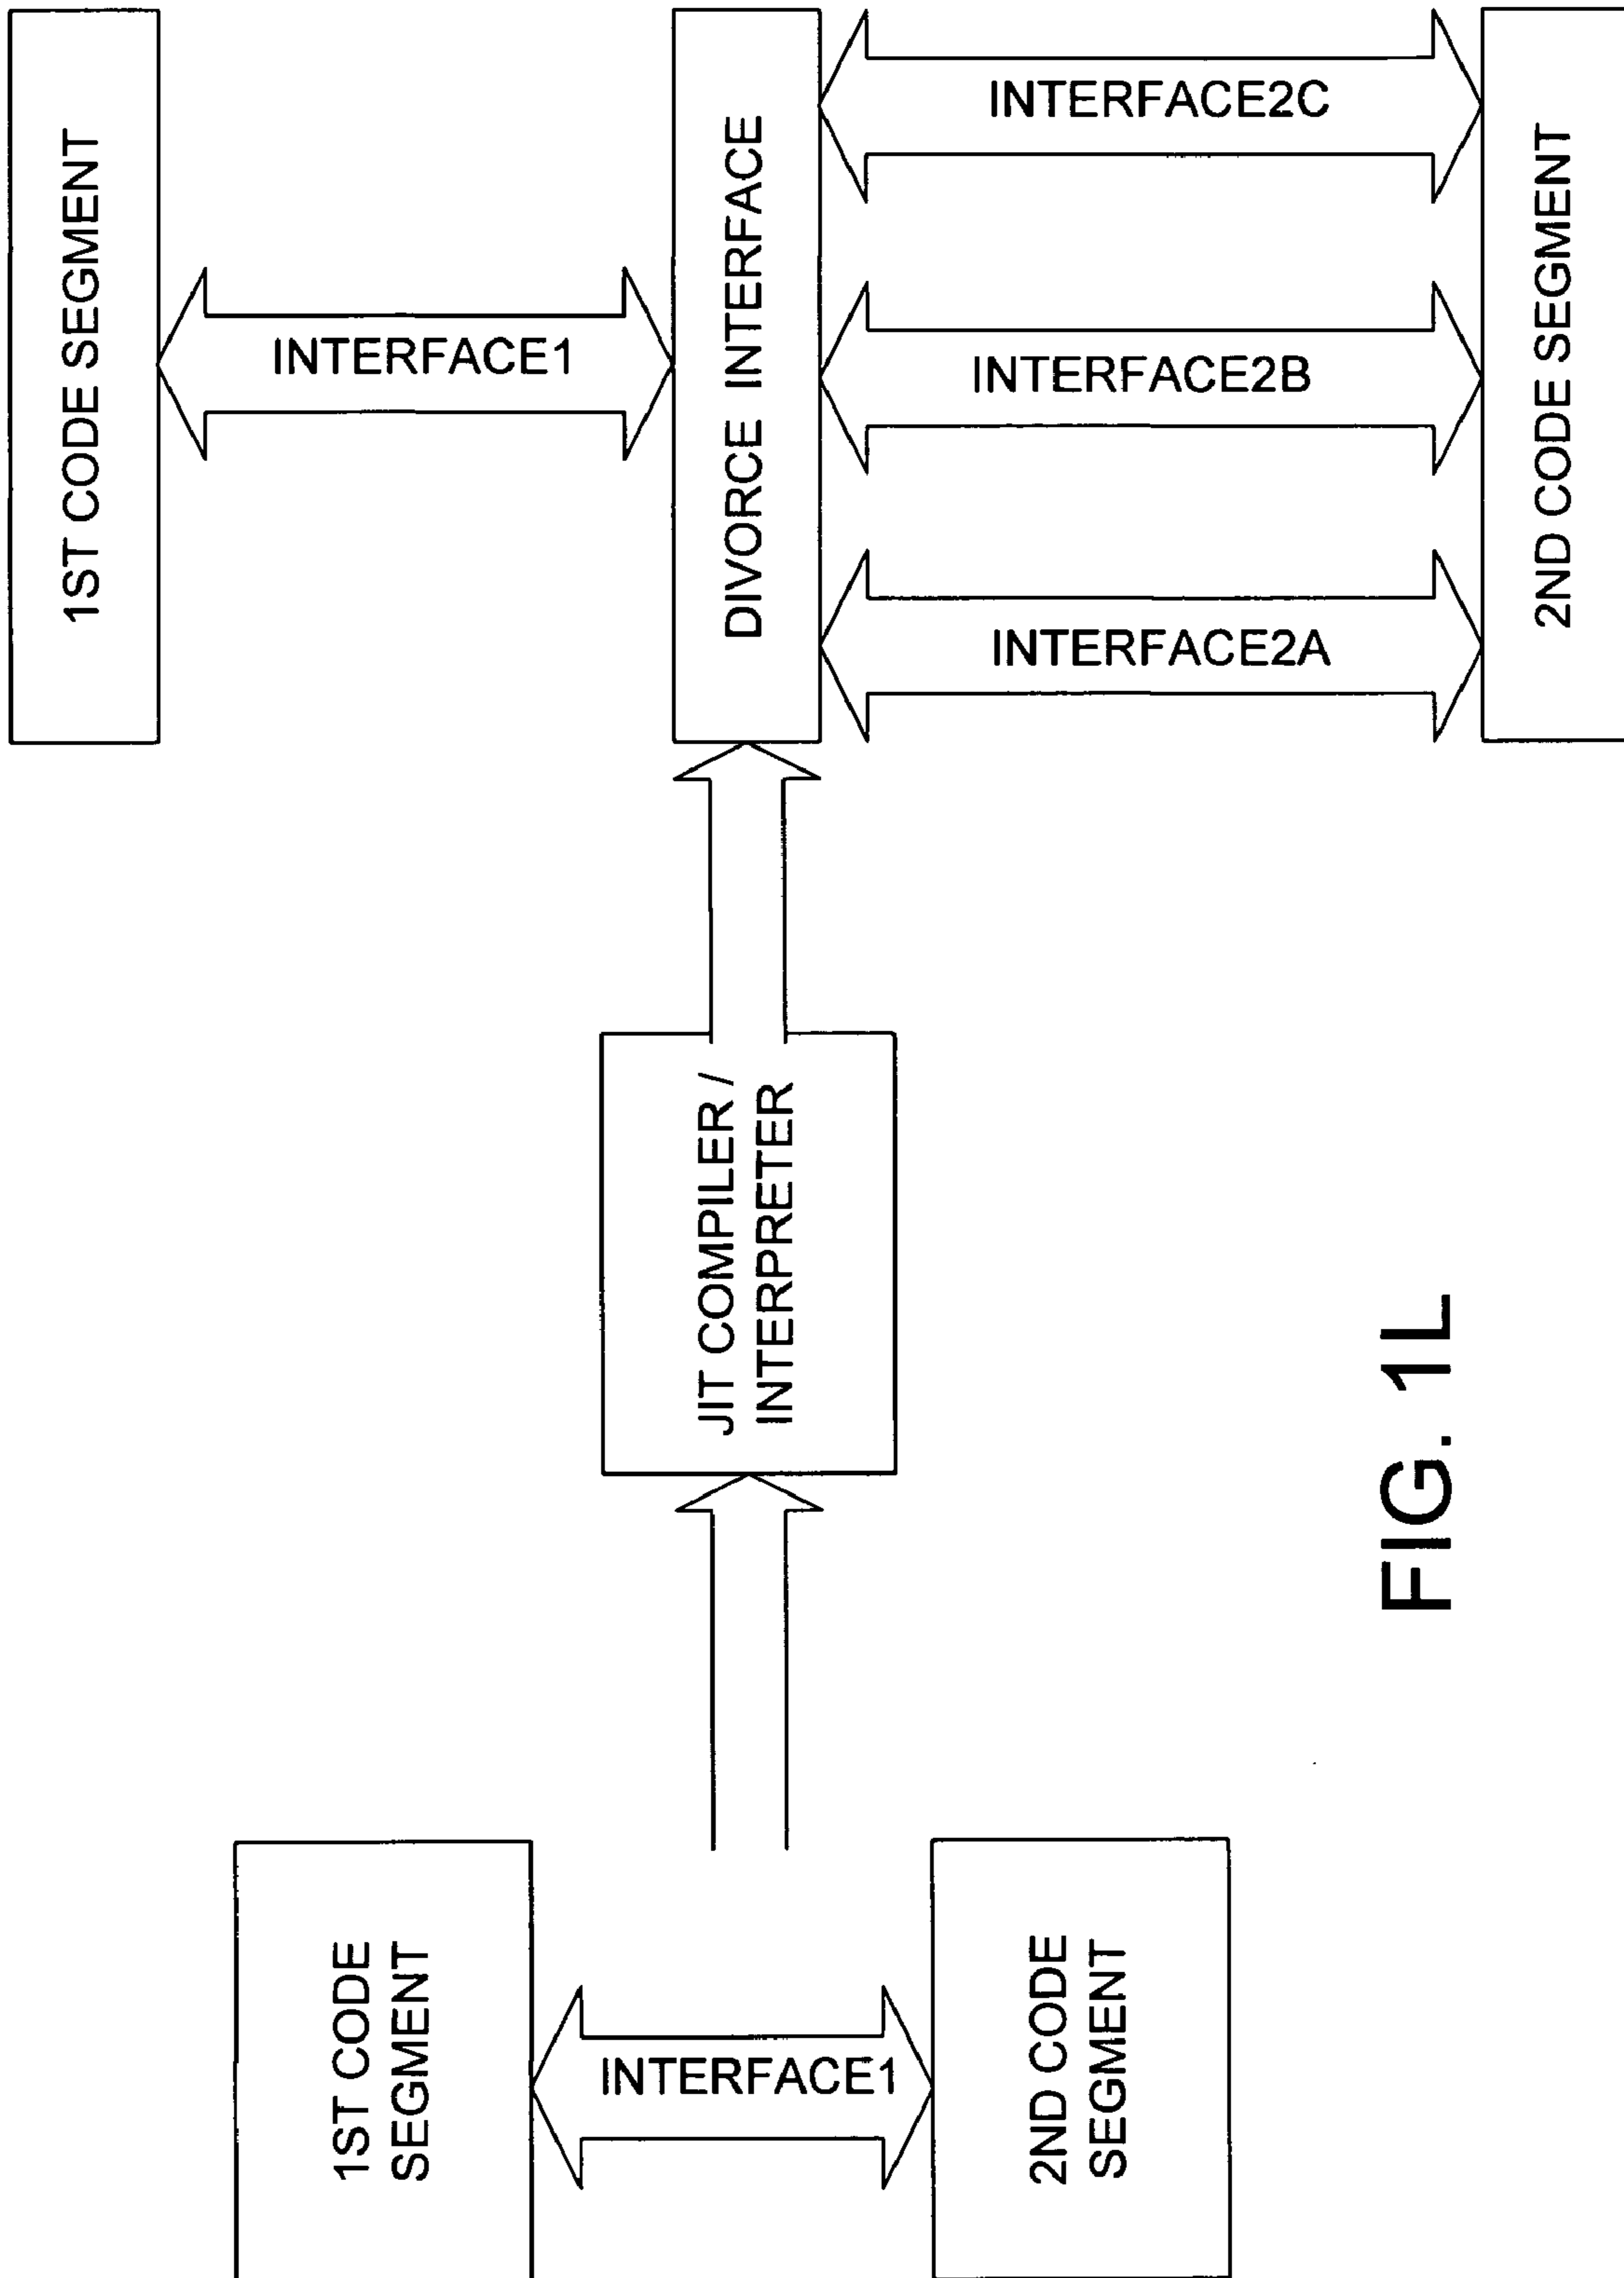 1ST CODE
SEGMENT
INTERFACE1
2ND CODE
SEGMENT
JIT COMPILER /
INTERPRETER
1ST CODE SEGMENT
INTERFACE1
DIVORCE INTERFACE
INTERFACE2A
INTERFACE2B
INTERFACE2C
2ND CODE SEGMENT
FIG. 1L